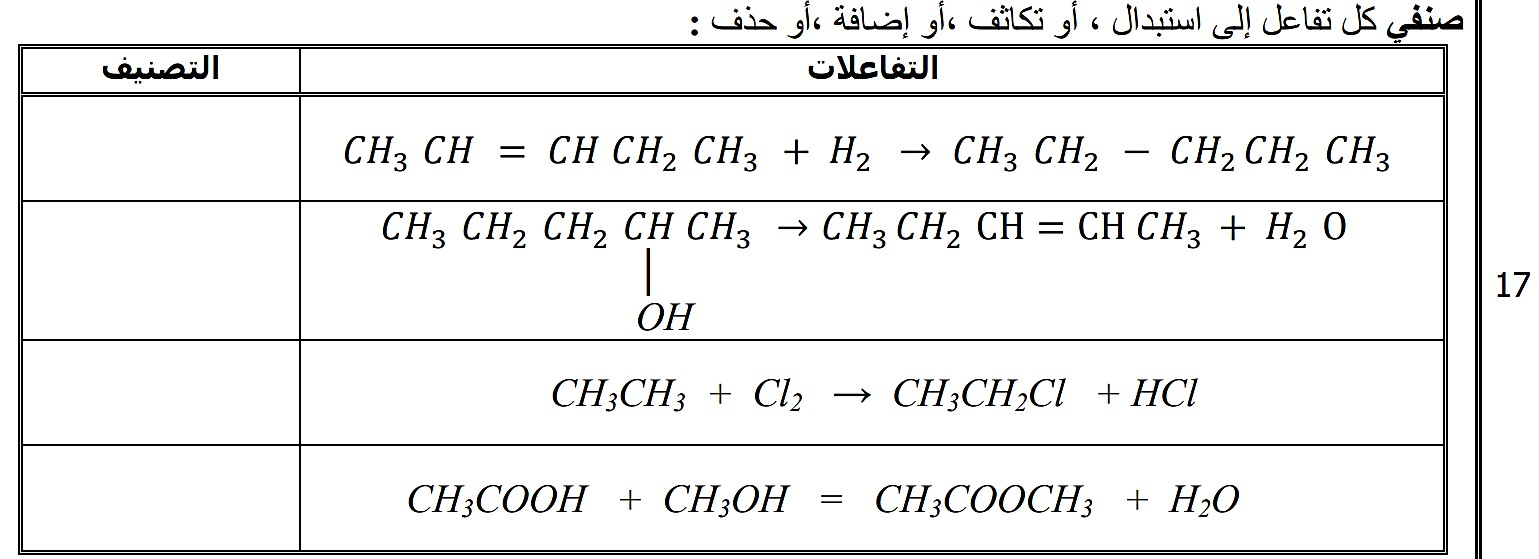 صنفي كل تفاعل إلى استبدال ، أو تكاثف ،أو إضافة ،أو حذف :
التفاعلات التصنيف
CH₃ CH = CH CH₂ CH₃ + H₂ → CH₃ CH₂ − CH₂ CH₂ CH₃
CH₃ CH₂ CH₂ CH CH₃ → CH₃ CH₂ CH = CH CH₃ + H₂ O
|
OH
17
CH₃CH₃ + Cl₂ → CH₃CH₂Cl + HCl
CH₃COOH + CH₃OH = CH₃COOCH₃ + H₂O